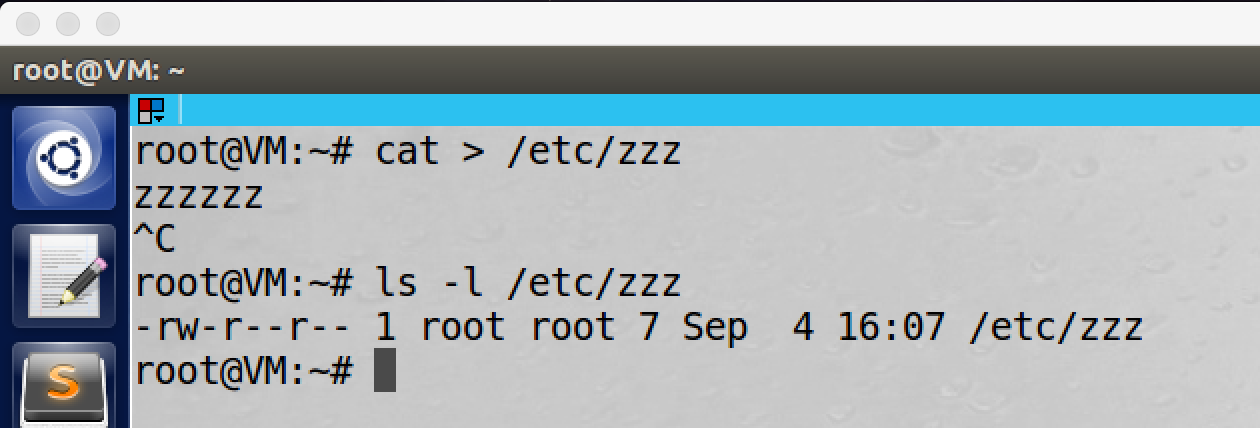 root@VM: ~
root@VM:~# cat > /etc/zzz
zzzzzz
^C
root@VM:~# ls -l /etc/zzz
-rw-r--r-- 1 root root 7 Sep  4 16:07 /etc/zzz
root@VM:~#